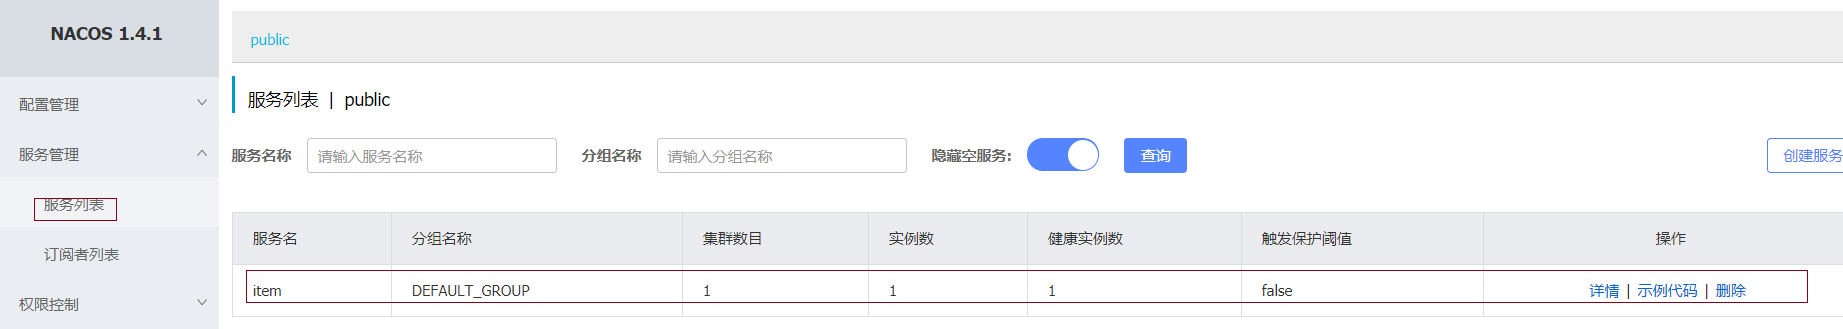 NACOS 1.4.1
配置管理
服务管理
服务列表
订阅者列表
权限控制
public
服务列表 | public
服务名称 请输入服务名称 分组名称 请输入分组名称 隐藏空服务: 查询 创建服务
服务名 分组名称 集群数目 实例数 健康实例数 触发保护阈值 操作
item DEFAULT_GROUP 1 1 1 false 详情 | 示例代码 | 删除